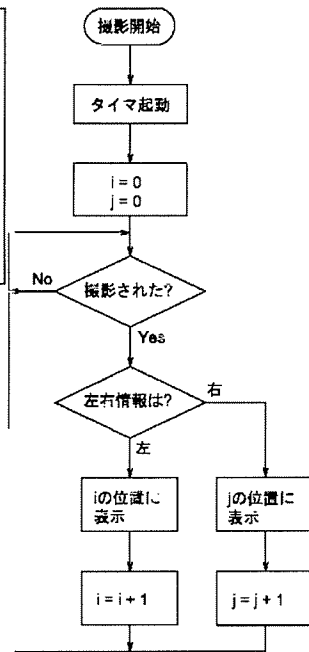 撮影開始
タイマ起動
i = 0
j = 0
撮影された?
No
Yes
左右情報は?
右
左
iの位置に
表示
jの位置に
表示
i = i + 1
j = j + 1